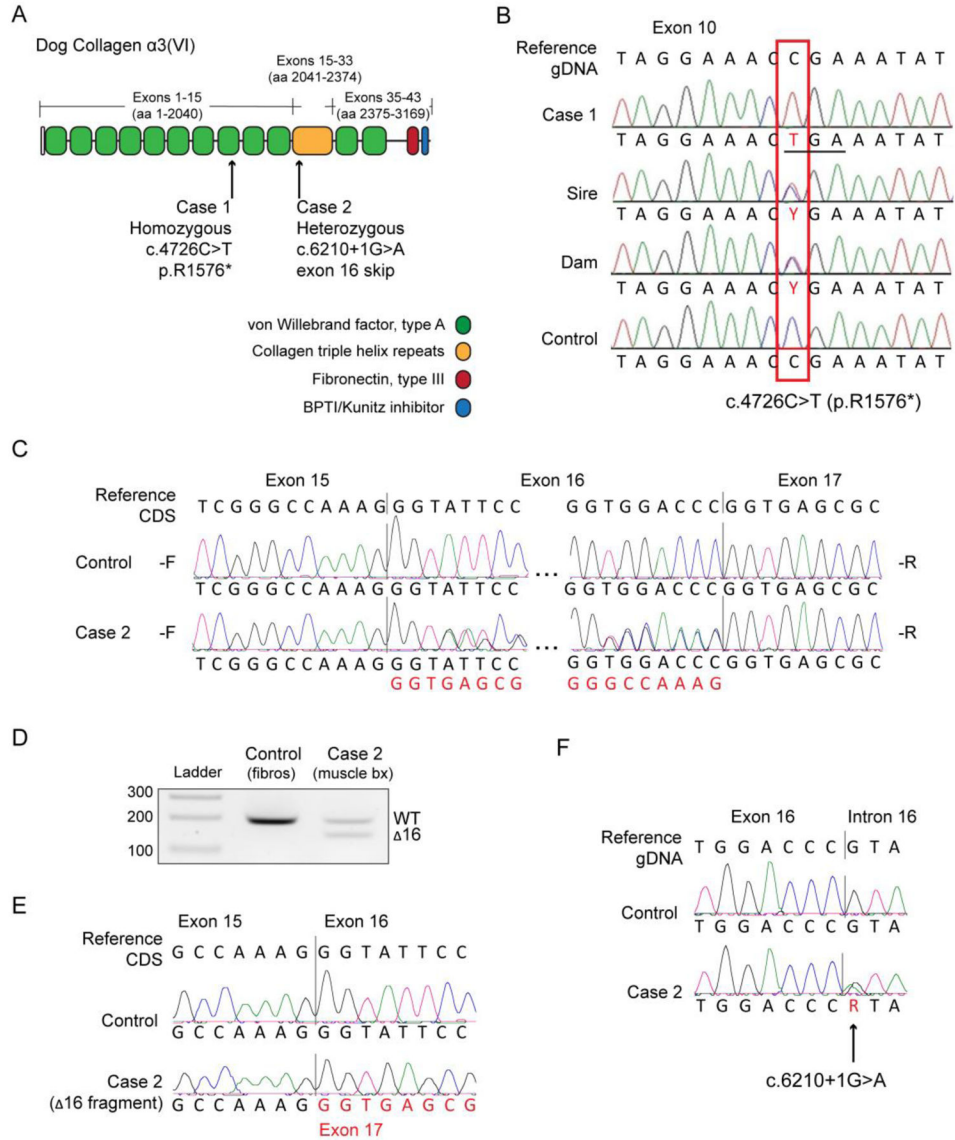 A
Dog Collagen α3(VI)
Exons 15-33
(aa 2041-2374)
Exons 1-15
(aa 1-2040)
Exons 35-43
(aa 2375-3169)
Case 1
Homozygous
c.4726C>T
p.R1576*
Case 2
Heterozygous
c.6210+1G>A
exon 16 skip
von Willebrand factor, type A
Collagen triple helix repeats
Fibronectin, type III
BPTI/Kunitz inhibitor
B
Exon 10
Reference
gDNA
T A G G A A A C C G A A A T A T
Case 1
T A G G A A A C T G A A A T A T
Sire
T A G G A A A C Y G A A A T A T
Dam
T A G G A A A C Y G A A A T A T
Control
T A G G A A A C C G A A A T A T
c.4726C>T (p.R1576*)
C
Exon 15 Exon 16 Exon 17
Reference
CDS
T C G G G C C A A A G G G T A T T C C G G T G G A C C C G G T G A G C G C
Control -F ... -R
T C G G G C C A A A G G G T A T T C C G G T G G A C C C G G T G A G C G C
Case 2 -F ... -R
T C G G G C C A A A G G G T A T T C C G G T G G A C C C G G T G A G C G C
G G T G A G C G G G G C C A A A G
D
Ladder
Control
(fibros)
Case 2
(muscle bx)
300
200
100
WT
Δ16
E
Exon 15 Exon 16
Reference
CDS
G C C A A A G G G T A T T C C
Control
G C C A A A G G G T A T T C C
Case 2
(Δ16 fragment)
G C C A A A G G G T G A G C G
Exon 17
F
Exon 16 Intron 16
Reference
gDNA
T G G A C C C G T A
Control
T G G A C C C G T A
Case 2
T G G A C C C R T A
c.6210+1G>A